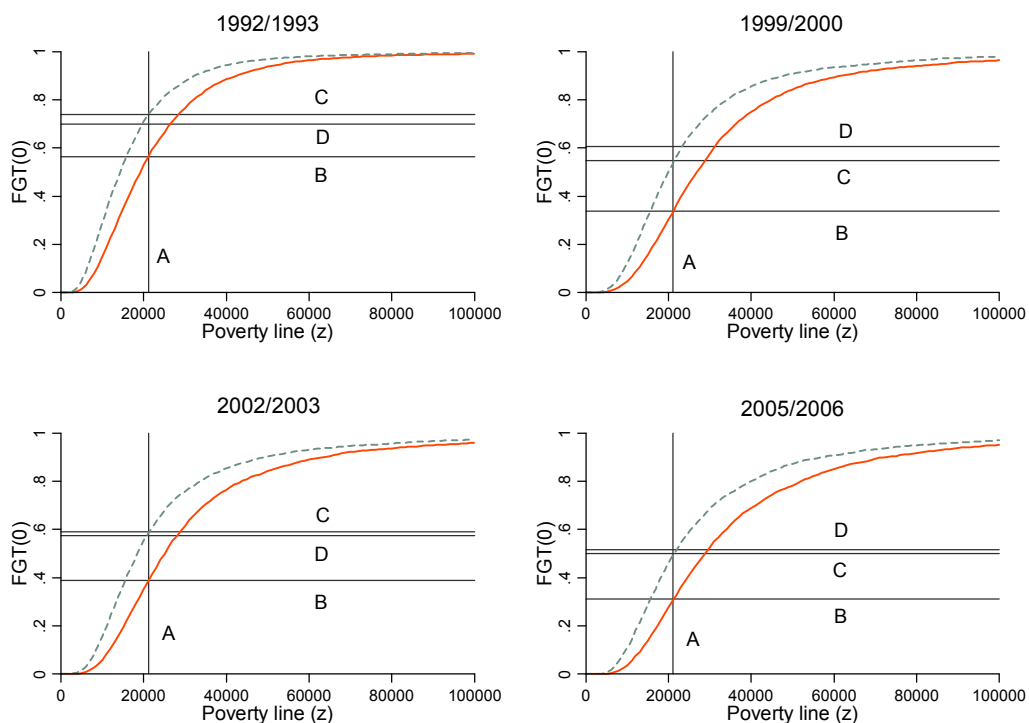 1992/1993
FGT(0)
1
.8
.6
.4
.2
0
C
D
B
A
0 20000 40000 60000 80000 100000
Poverty line (z)
1999/2000
FGT(0)
1
.8
.6
.4
.2
0
D
C
B
A
0 20000 40000 60000 80000 100000
Poverty line (z)
2002/2003
FGT(0)
1
.8
.6
.4
.2
0
C
D
B
A
0 20000 40000 60000 80000 100000
Poverty line (z)
2005/2006
FGT(0)
1
.8
.6
.4
.2
0
D
C
B
A
0 20000 40000 60000 80000 100000
Poverty line (z)